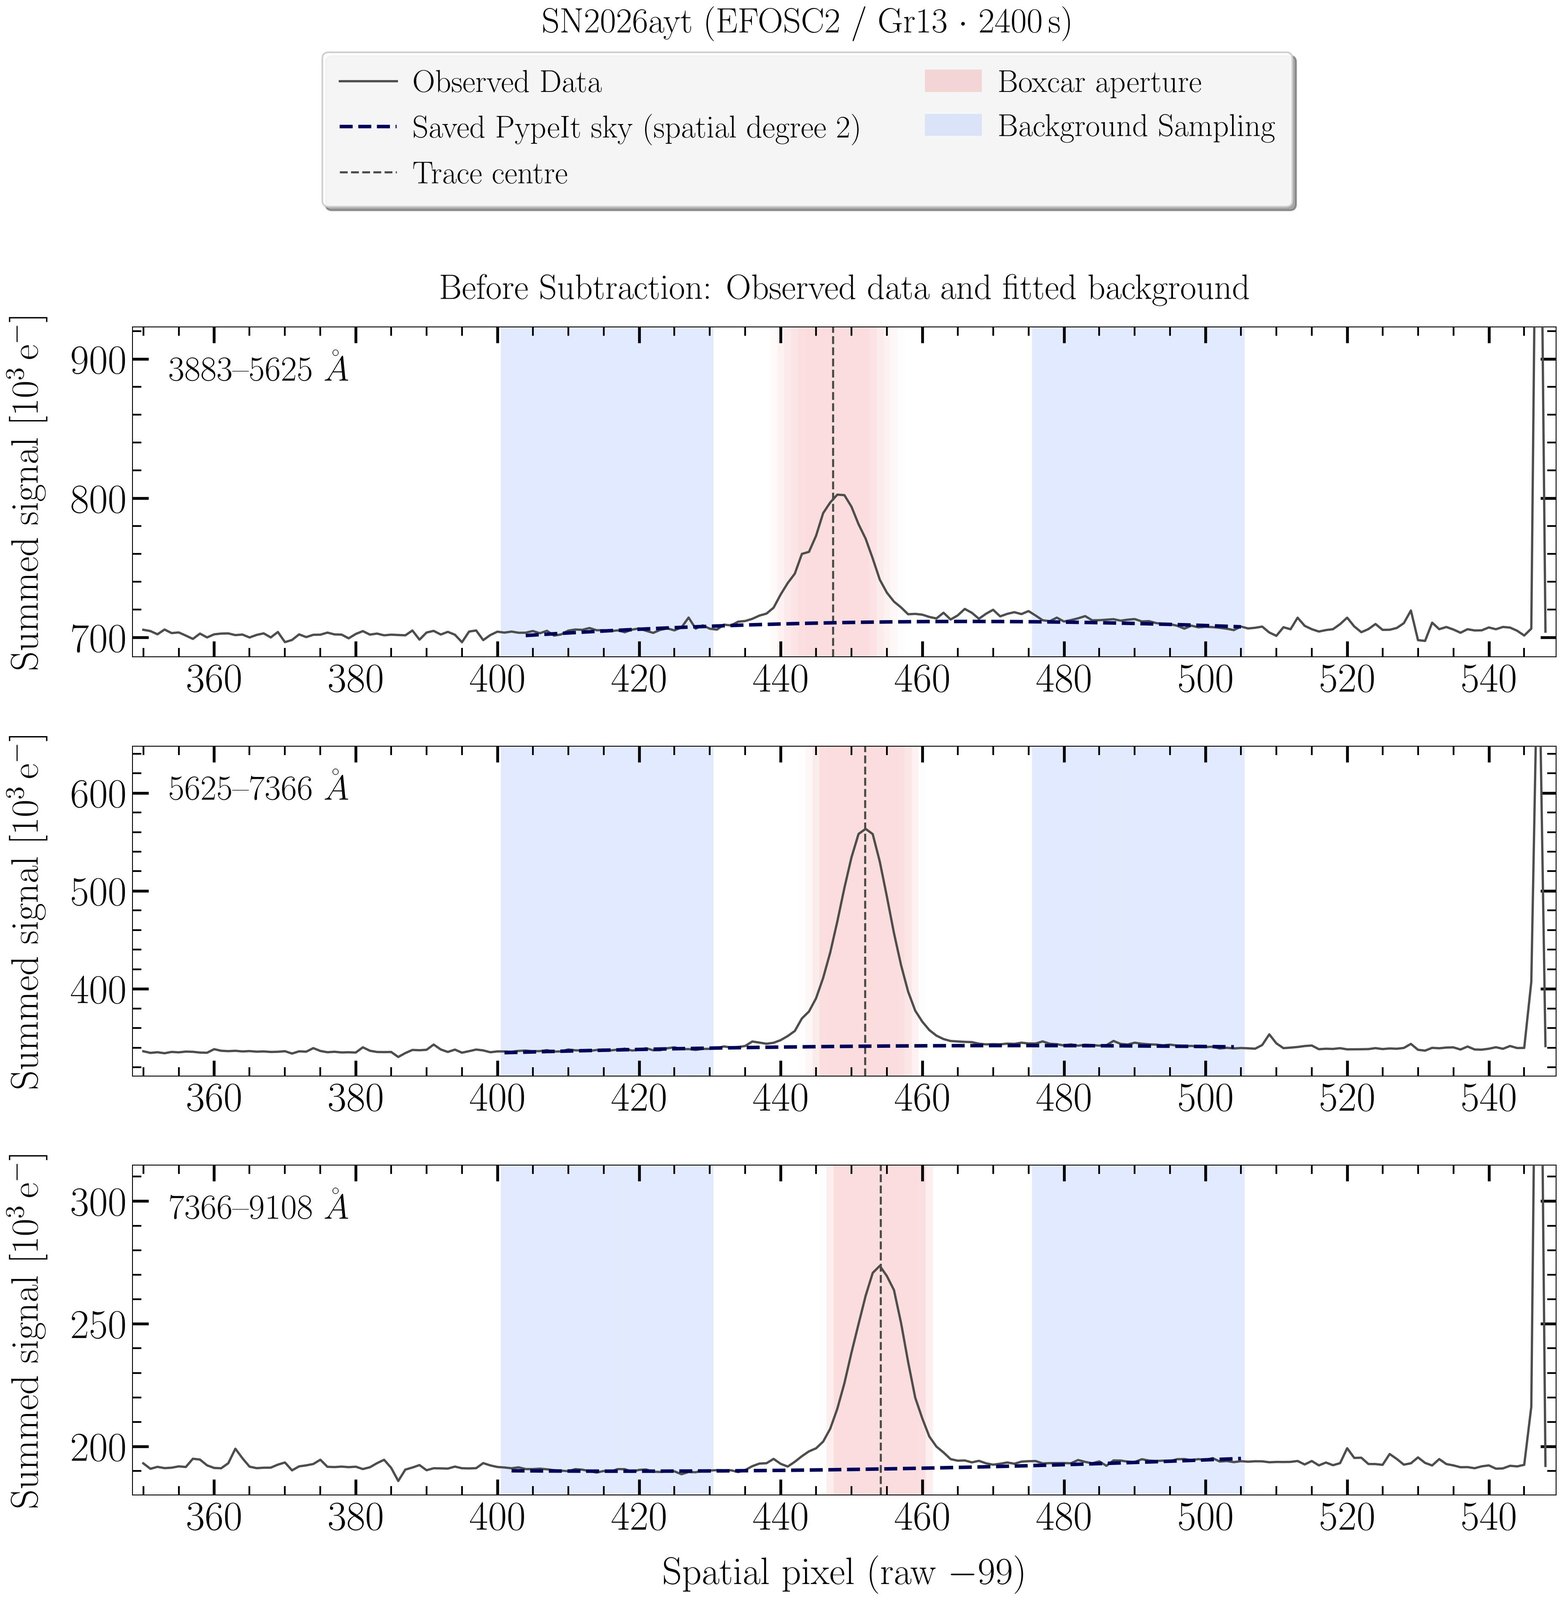 SN2026ayt (EFOSC2 / Gr13 · 2400 s)
Observed Data
Saved PypeIt sky (spatial degree 2)
Trace centre
Boxcar aperture
Background Sampling
Before Subtraction: Observed data and fitted background
Summed signal [10³ e⁻]
3883–5625 Å
900
800
700
360 380 400 420 440 460 480 500 520 540
Summed signal [10³ e⁻]
5625–7366 Å
600
500
400
360 380 400 420 440 460 480 500 520 540
Summed signal [10³ e⁻]
7366–9108 Å
300
250
200
360 380 400 420 440 460 480 500 520 540
Spatial pixel (raw −99)